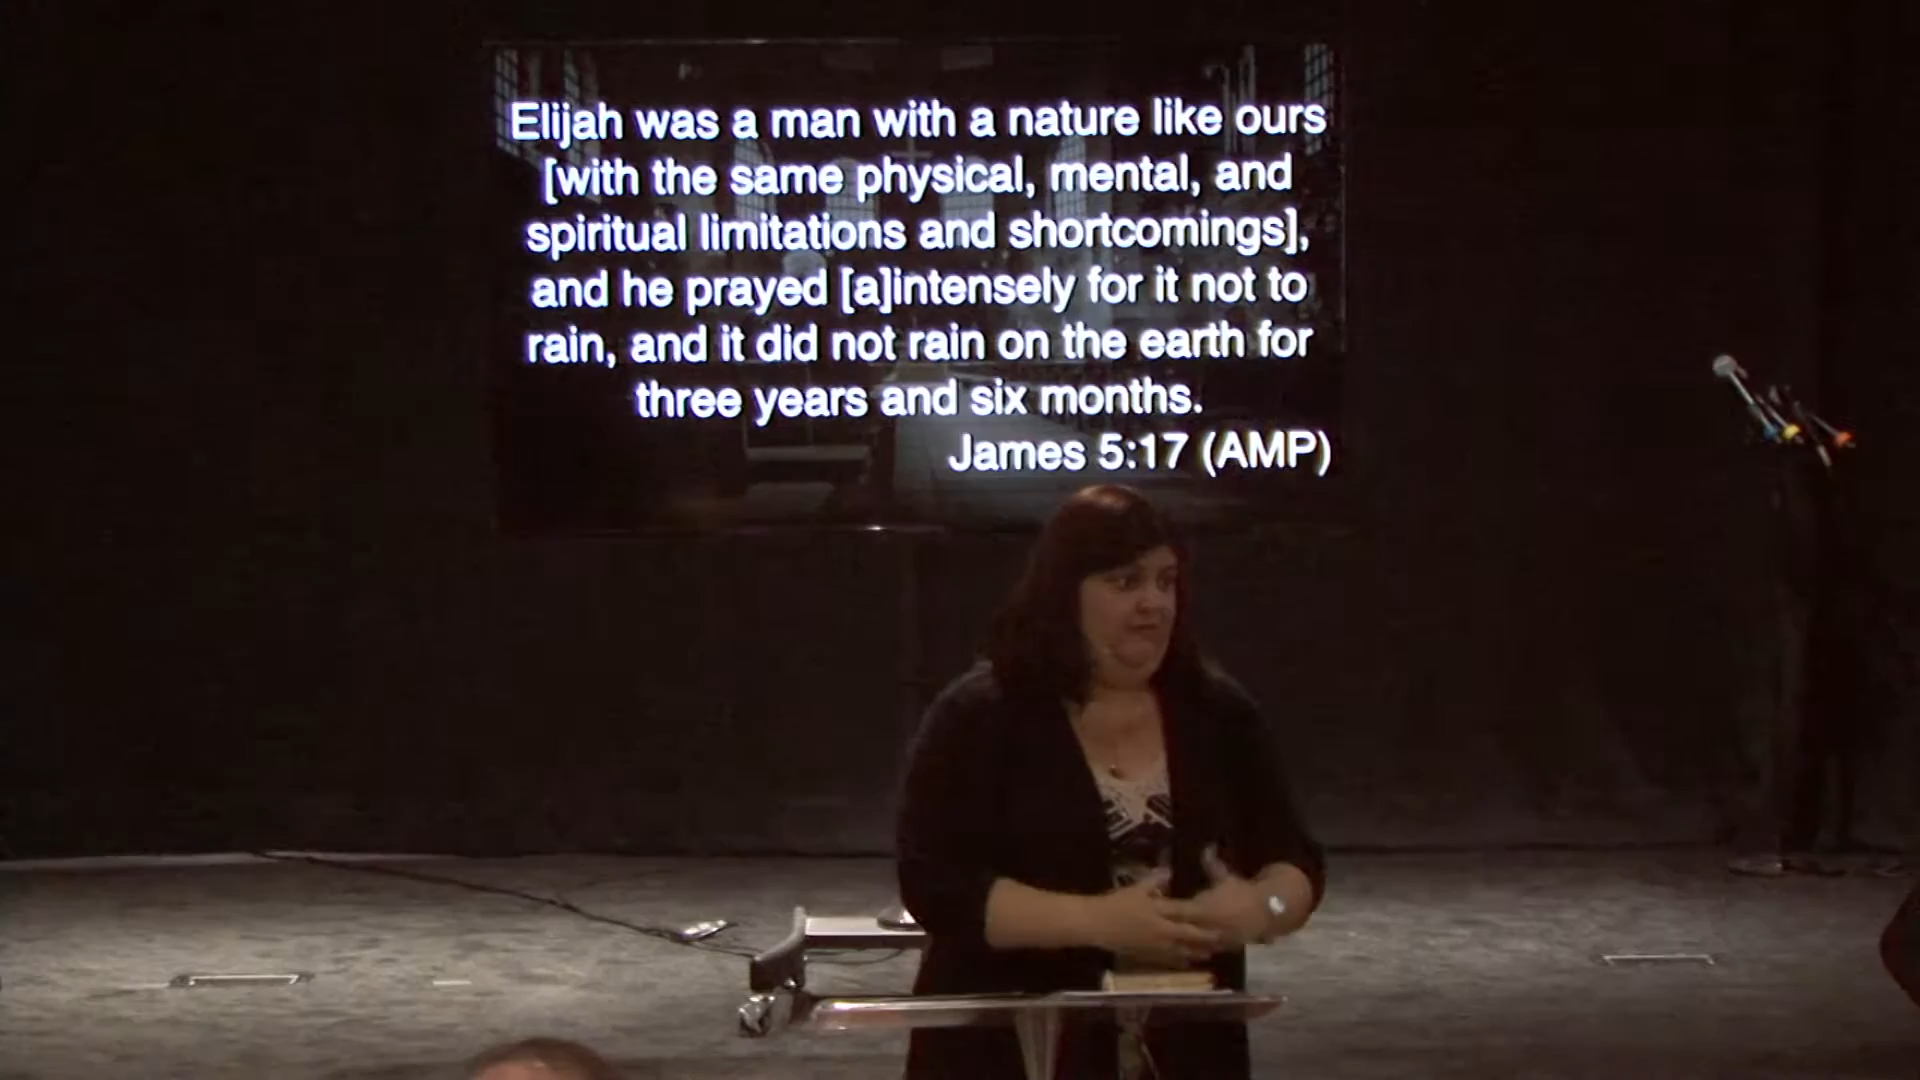 Elijah was a man with a nature like ours
[with the same physical, mental, and
spiritual limitations and shortcomings],
and he prayed [a]intensely for it not to
rain, and it did not rain on the earth for
three years and six months.
James 5:17 (AMP)